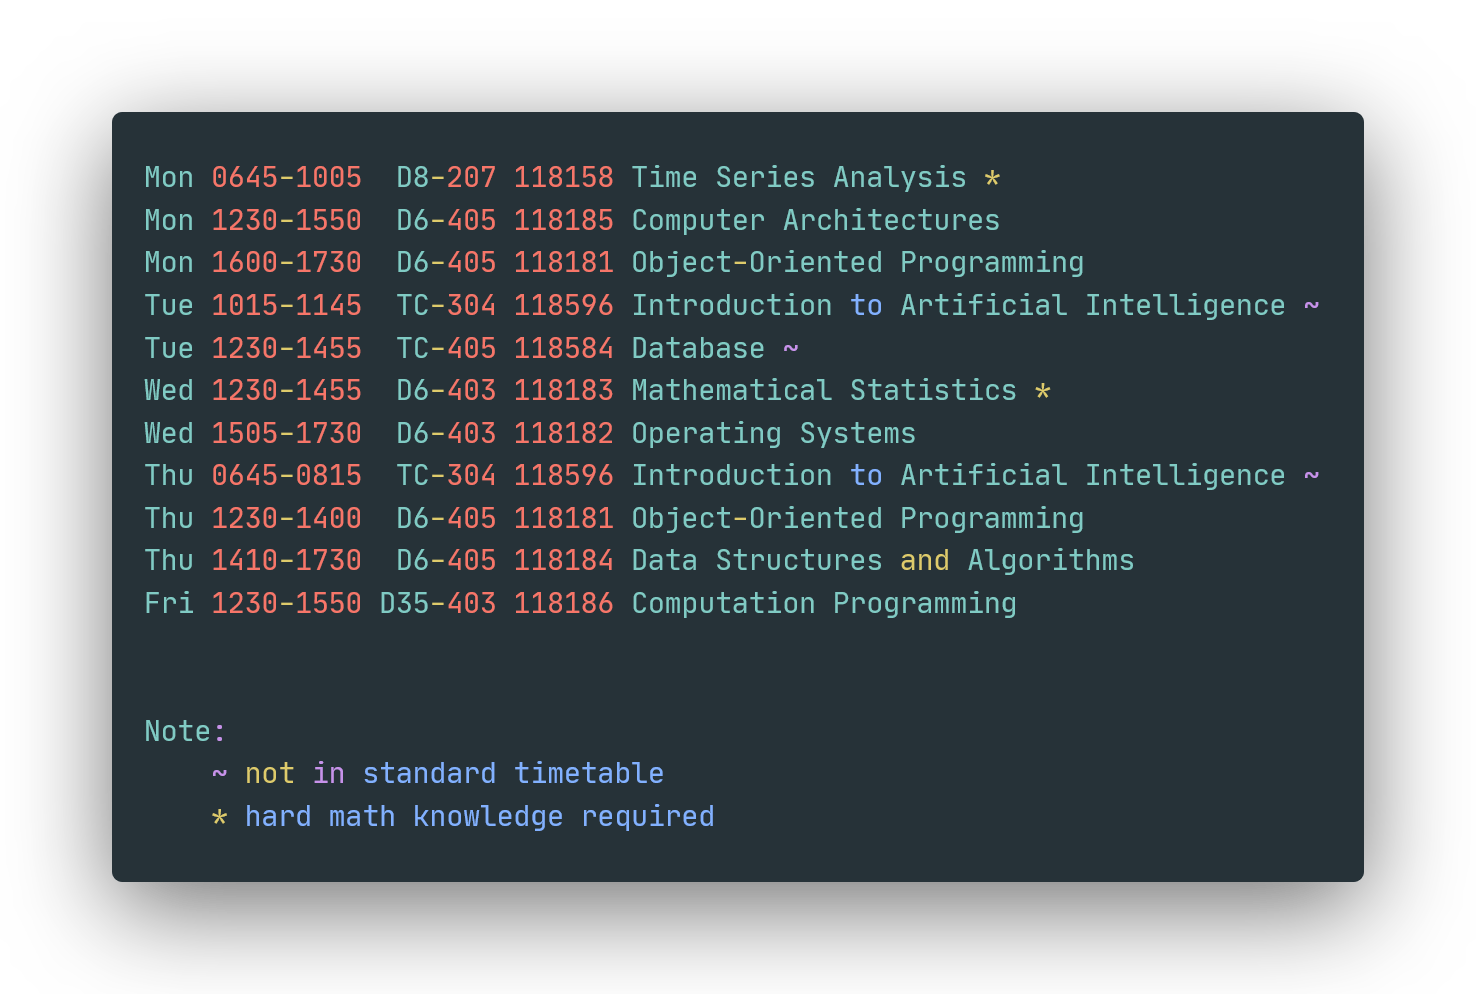 Mon 0645-1005  D8-207 118158 Time Series Analysis *
Mon 1230-1550  D6-405 118185 Computer Architectures
Mon 1600-1730  D6-405 118181 Object-Oriented Programming
Tue 1015-1145  TC-304 118596 Introduction to Artificial Intelligence ~
Tue 1230-1455  TC-405 118584 Database ~
Wed 1230-1455  D6-403 118183 Mathematical Statistics *
Wed 1505-1730  D6-403 118182 Operating Systems
Thu 0645-0815  TC-304 118596 Introduction to Artificial Intelligence ~
Thu 1230-1400  D6-405 118181 Object-Oriented Programming
Thu 1410-1730  D6-405 118184 Data Structures and Algorithms
Fri 1230-1550 D35-403 118186 Computation Programming
Note:
    ~ not in standard timetable
    * hard math knowledge required